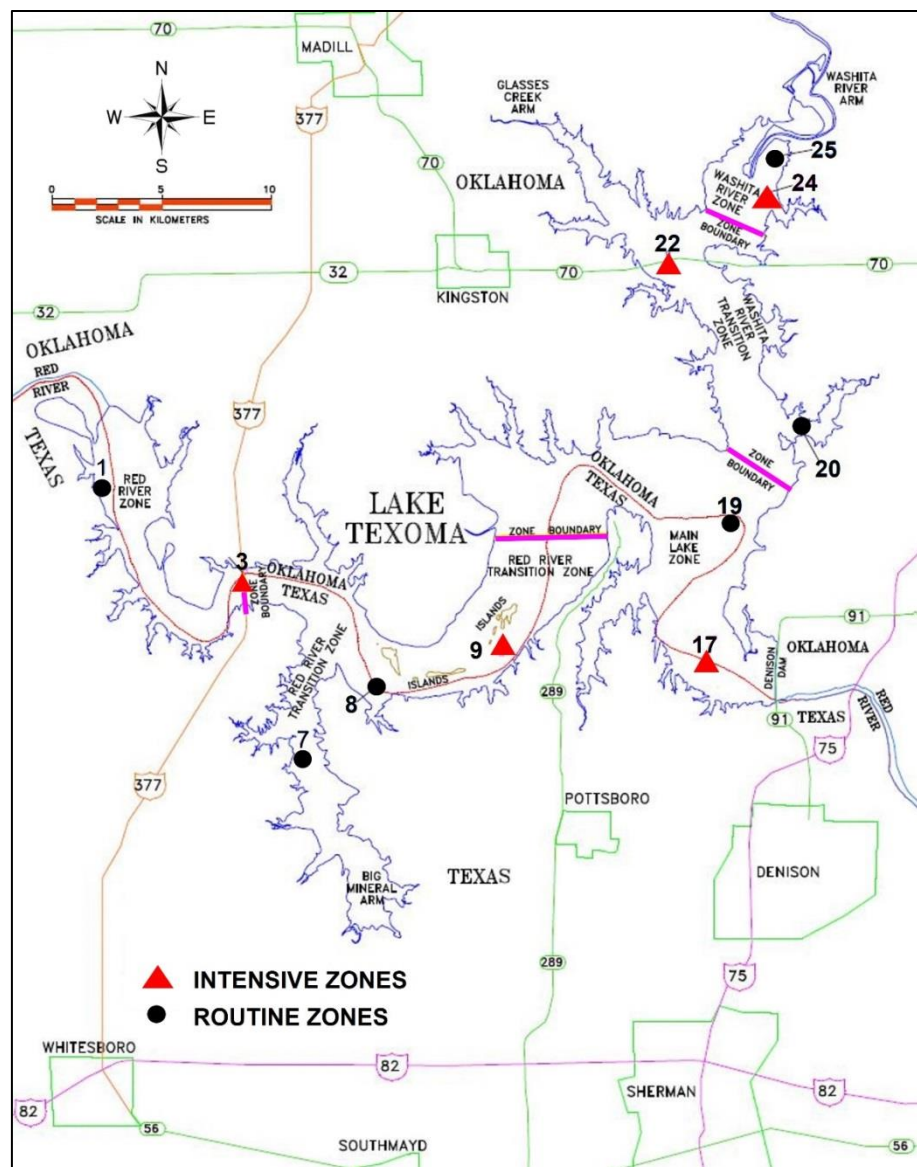 70
MADILL
N
W
E
S
377
0
5
10
SCALE IN KILOMETERS
GLASSES
CREEK
ARM
WASHITA
RIVER
ARM
70
OKLAHOMA
25
24
WASHITA
RIVER
ZONE
ZONE
BOUNDARY
22
32
32
70
70
KINGSTON
WASHITA
RIVER
TRANSITION
ZONE
OKLAHOMA
RED
RIVER
TEXAS
377
1
RED
RIVER
ZONE
20
ZONE
BOUNDARY
LAKE
TEXOMA
OKLAHOMA
TEXAS
19
MAIN
LAKE
ZONE
ZONE BOUNDARY
RED RIVER
TRANSITION ZONE
3
ZONE
BOUNDARY
OKLAHOMA
TEXAS
ISLANDS
9
ISLANDS
8
RED RIVER
TRANSITION ZONE
7
17
91
OKLAHOMA
DENISON
DAM
91
TEXAS
RED
RIVER
289
75
377
POTTSBORO
BIG
MINERAL
ARM
TEXAS
DENISON
289
75
INTENSIVE ZONES
ROUTINE ZONES
WHITESBORO
82
82
82
SHERMAN
56
SOUTHMAYD
56